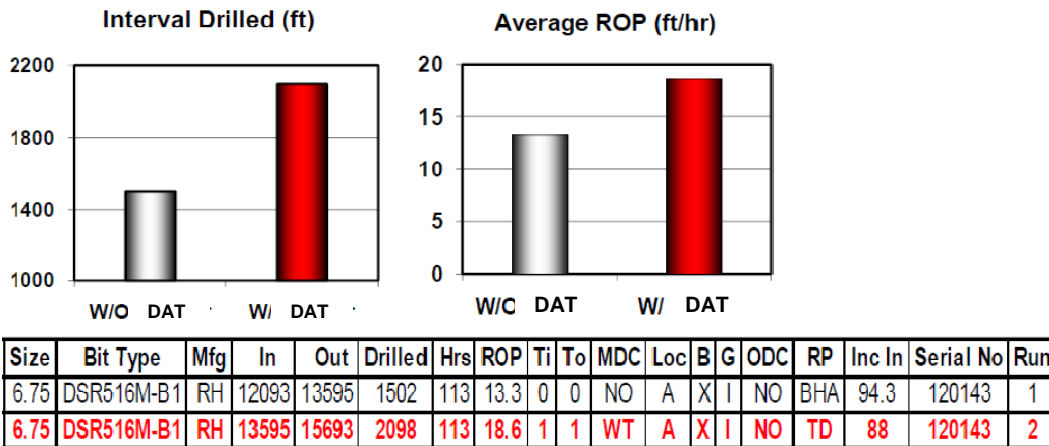 Interval Drilled (ft)
2200
1800
1400
1000
W/O DAT
W/ DAT
Average ROP (ft/hr)
20
15
10
5
0
W/O DAT
W/ DAT
Size Bit Type Mfg In Out Drilled Hrs ROP Ti To MDC Loc B G ODC RP Inc In Serial No Run
6.75 DSR516M-B1 RH 12093 13595 1502 113 13.3 0 0 NO A X I NO BHA 94.3 120143 1
6.75 DSR516M-B1 RH 13595 15693 2098 113 18.6 1 1 WT A X I NO TD 88 120143 2